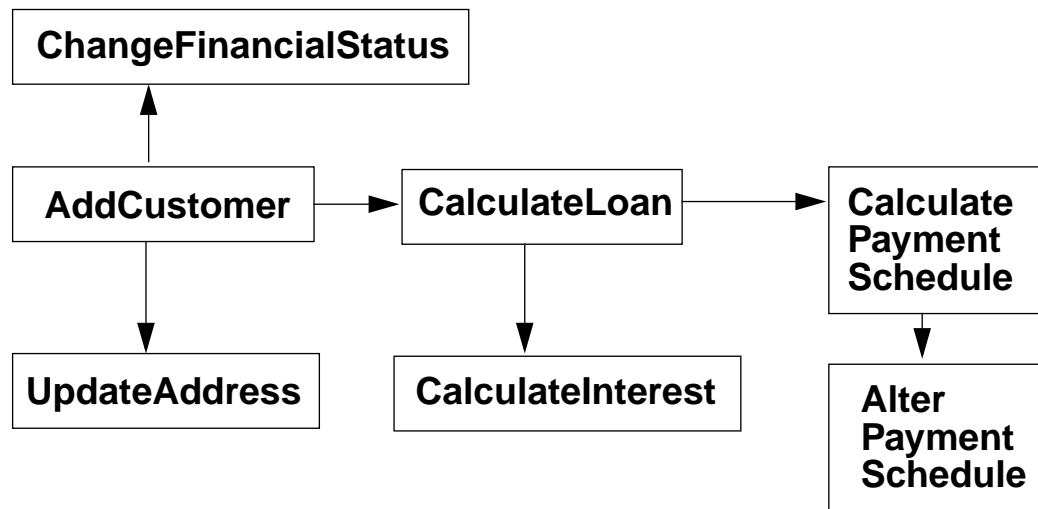 ChangeFinancialStatus
AddCustomer
CalculateLoan
Calculate
Payment
Schedule
UpdateAddress
CalculateInterest
Alter
Payment
Schedule